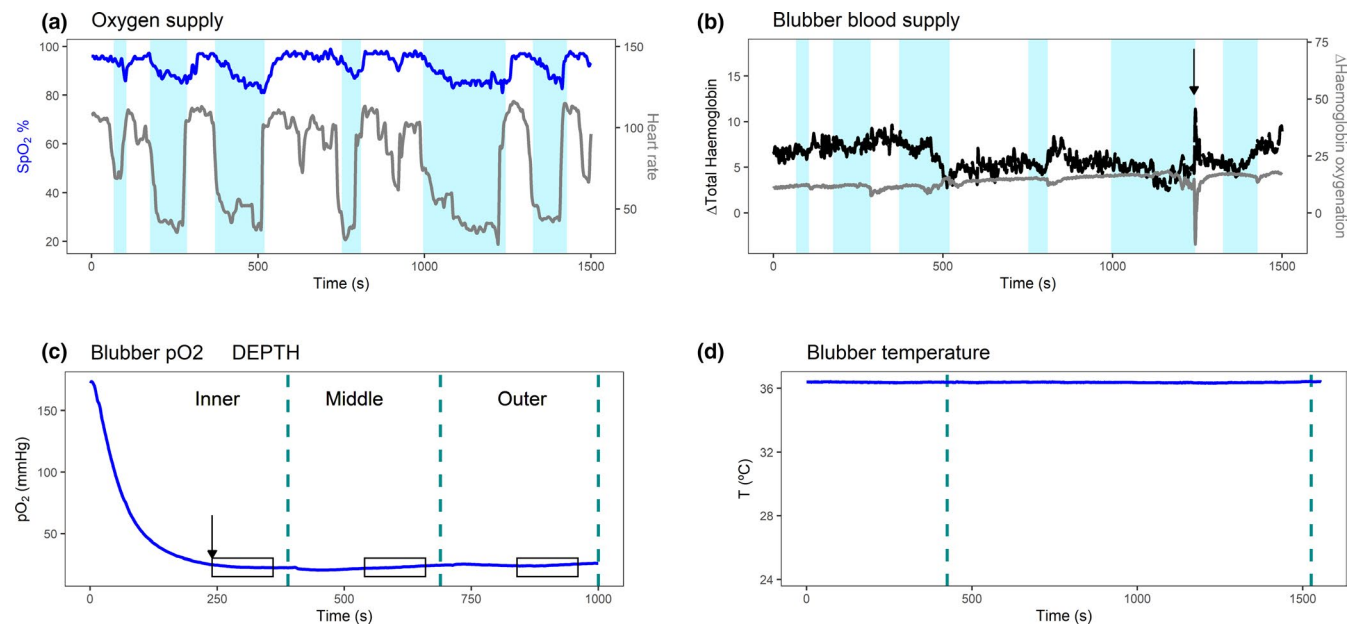 (a) Oxygen supply
100
80
60
40
20
SpO₂ %
150
100
50
Heart rate
0 500 1000 1500
Time (s)
(b) Blubber blood supply
15
10
5
0
ΔTotal Haemoglobin
75
50
25
0
ΔHaemoglobin oxygenation
0 500 1000 1500
Time (s)
(c) Blubber pO2 DEPTH
Inner Middle Outer
150
100
50
pO₂ (mmHg)
0 250 500 750 1000
Time (s)
(d) Blubber temperature
36
32
28
24
T (ºC)
0 500 1000 1500
Time (s)